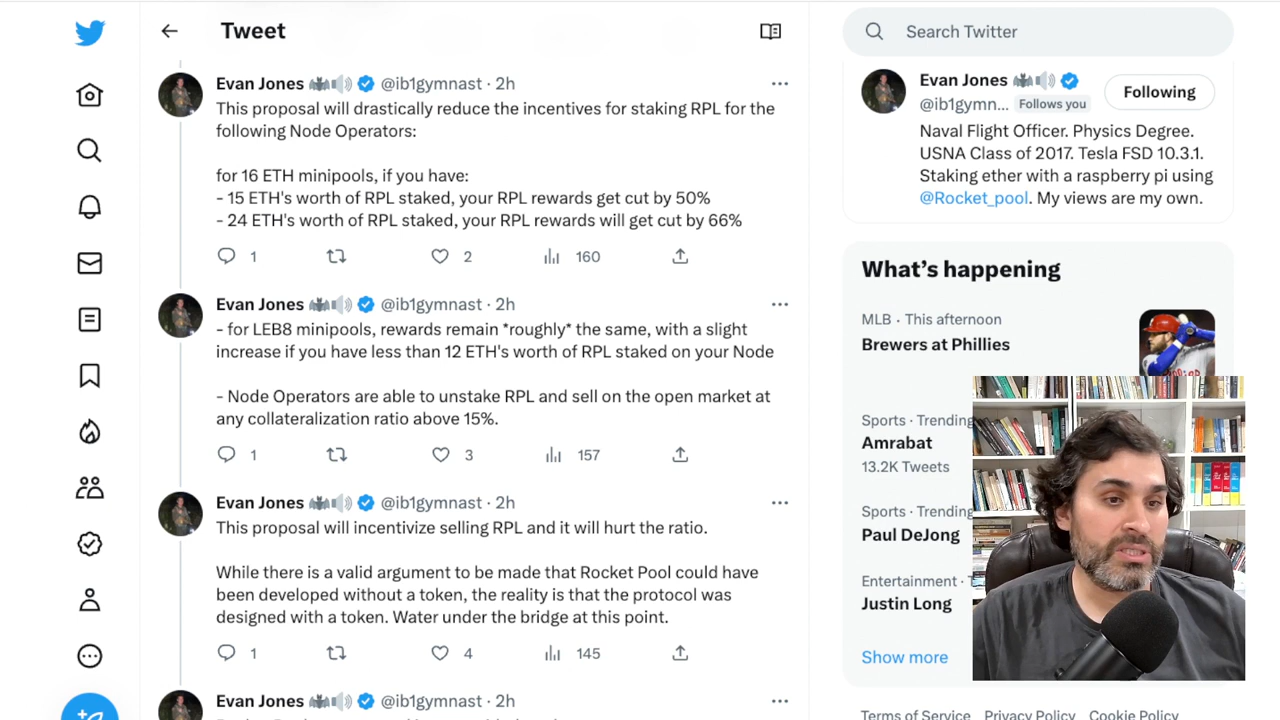 Tweet
Evan Jones @ib1gymnast · 2h
This proposal will drastically reduce the incentives for staking RPL for the
following Node Operators:
for 16 ETH minipools, if you have:
- 15 ETH's worth of RPL staked, your RPL rewards get cut by 50%
- 24 ETH's worth of RPL staked, your RPL rewards will get cut by 66%
1 2 160
Evan Jones @ib1gymnast · 2h
- for LEB8 minipools, rewards remain *roughly* the same, with a slight
increase if you have less than 12 ETH's worth of RPL staked on your Node
- Node Operators are able to unstake RPL and sell on the open market at
any collateralization ratio above 15%.
1 3 157
Evan Jones @ib1gymnast · 2h
This proposal will incentivize selling RPL and it will hurt the ratio.
While there is a valid argument to be made that Rocket Pool could have
been developed without a token, the reality is that the protocol was
designed with a token. Water under the bridge at this point.
1 4 145
Evan Jones @ib1gymnast · 2h
Search Twitter
Evan Jones
@ib1gymn... Follows you
Following
Naval Flight Officer. Physics Degree.
USNA Class of 2017. Tesla FSD 10.3.1.
Staking ether with a raspberry pi using
@Rocket_pool. My views are my own.
What's happening
MLB · This afternoon
Brewers at Phillies
Sports · Trending
Amrabat
13.2K Tweets
Sports · Trending
Paul DeJong
Entertainment ·
Justin Long
Show more
Terms of Service Privacy Policy Cookie Policy